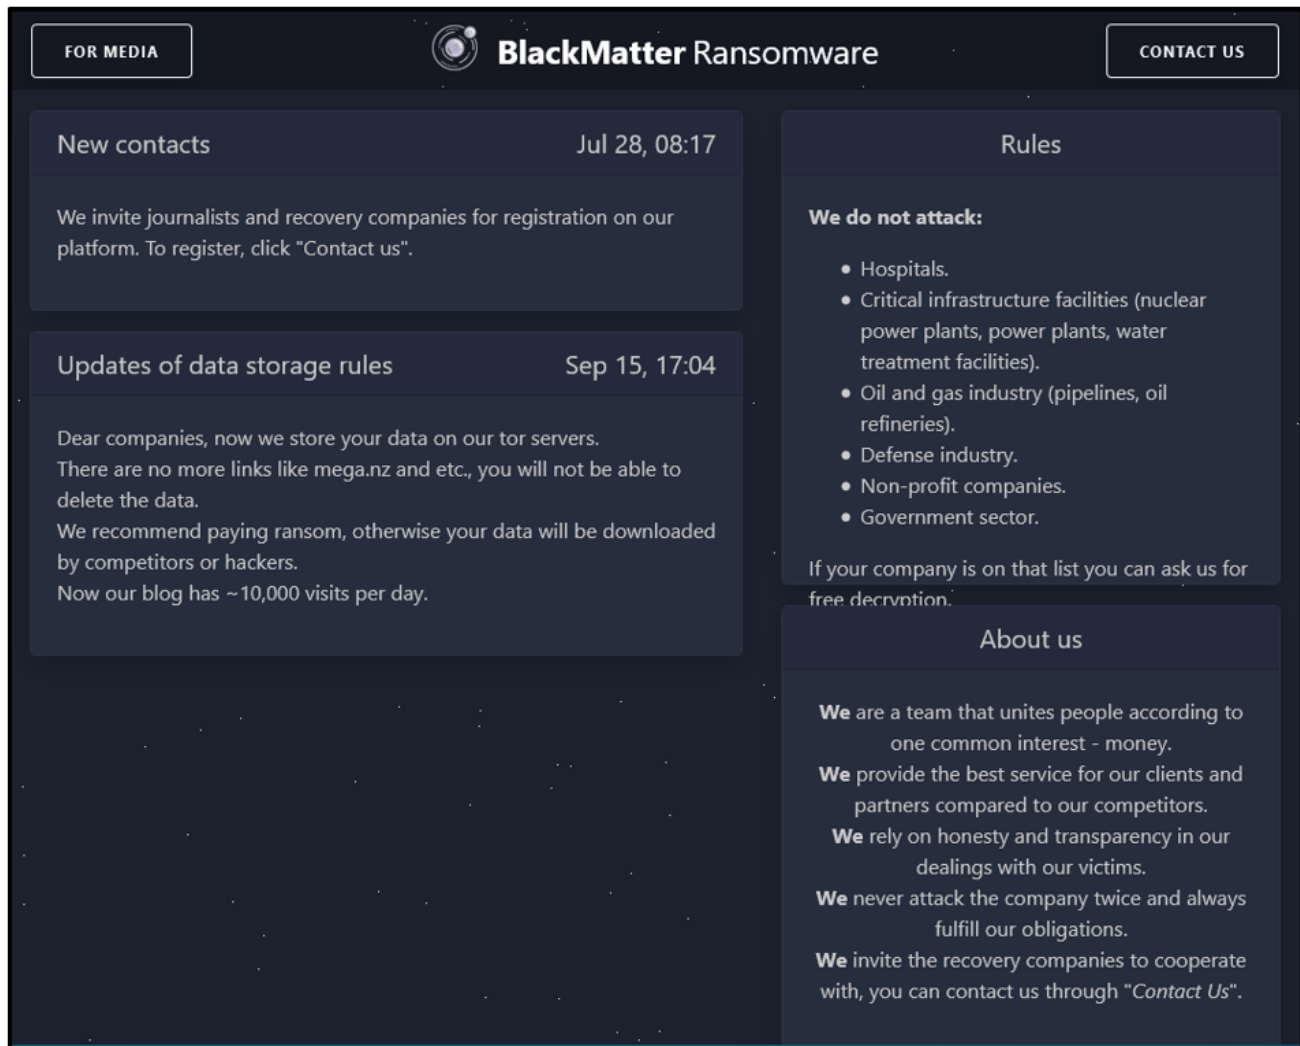 FOR MEDIA
BlackMatter Ransomware
CONTACT US
New contacts
Jul 28, 08:17
We invite journalists and recovery companies for registration on our
platform. To register, click "Contact us".
Updates of data storage rules
Sep 15, 17:04
Dear companies, now we store your data on our tor servers.
There are no more links like mega.nz and etc., you will not be able to
delete the data.
We recommend paying ransom, otherwise your data will be downloaded
by competitors or hackers.
Now our blog has ~10,000 visits per day.
Rules
We do not attack:
• Hospitals.
• Critical infrastructure facilities (nuclear
power plants, power plants, water
treatment facilities).
• Oil and gas industry (pipelines, oil
refineries).
• Defense industry.
• Non-profit companies.
• Government sector.
If your company is on that list you can ask us for
free decryption.
About us
We are a team that unites people according to
one common interest - money.
We provide the best service for our clients and
partners compared to our competitors.
We rely on honesty and transparency in our
dealings with our victims.
We never attack the company twice and always
fulfill our obligations.
We invite the recovery companies to cooperate
with, you can contact us through "Contact Us".